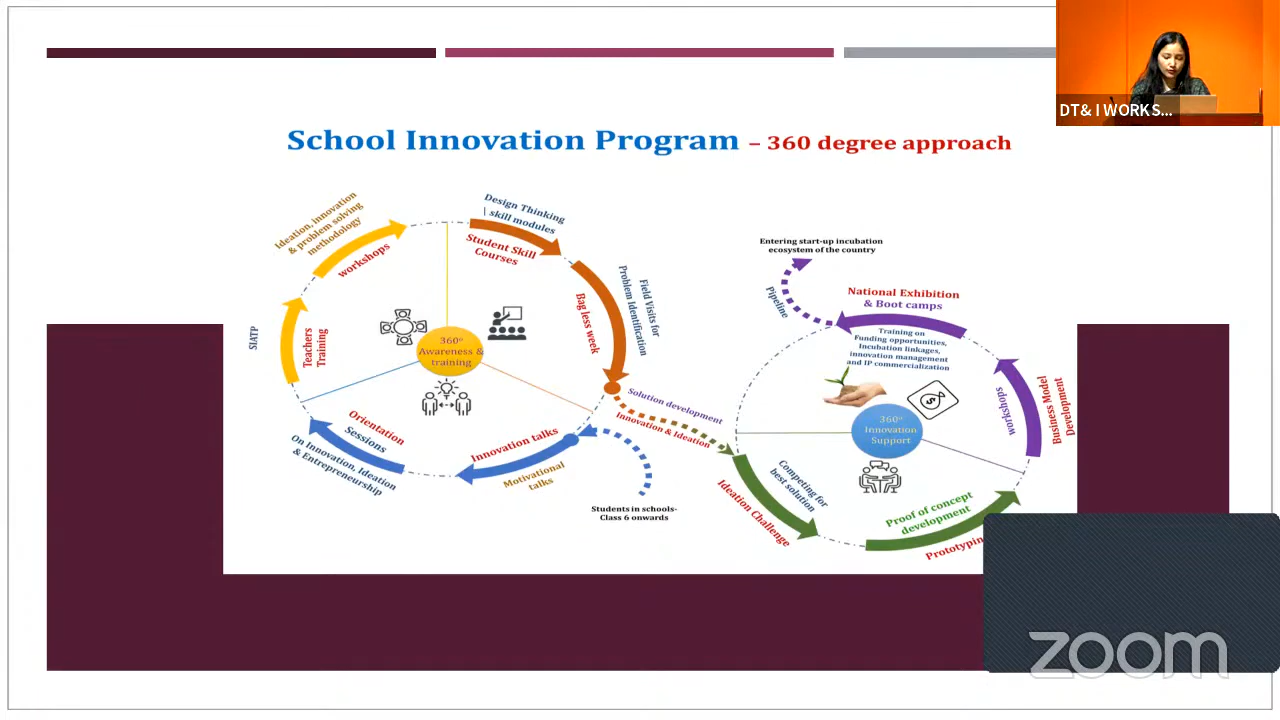 DT& I WORKS...
School Innovation Program – 360 degree approach
Ideation, innovation
& problem solving
methodology
workshops
Design Thinking
skill modules
Student Skill
Courses
SIATP
Teachers
Training
Bag less week
Field Visits for
Problem Identification
360°
Awareness &
training
Orientation
Sessions
On Innovation, Ideation
& Entrepreneurship
Innovation talks
Motivational
talks
Students in schools-
Class 6 onwards
Solution development
Innovation & Ideation
Entering start-up incubation
ecosystem of the country
Pipeline
National Exhibition
& Boot camps
Training on
Funding opportunities,
Incubation linkages,
innovation management
and IP commercialization
workshops
Business Model
Development
360°
Innovation
Support
Competing for
best solution
Ideation Challenge
Proof of concept
development
Prototypin
zoom